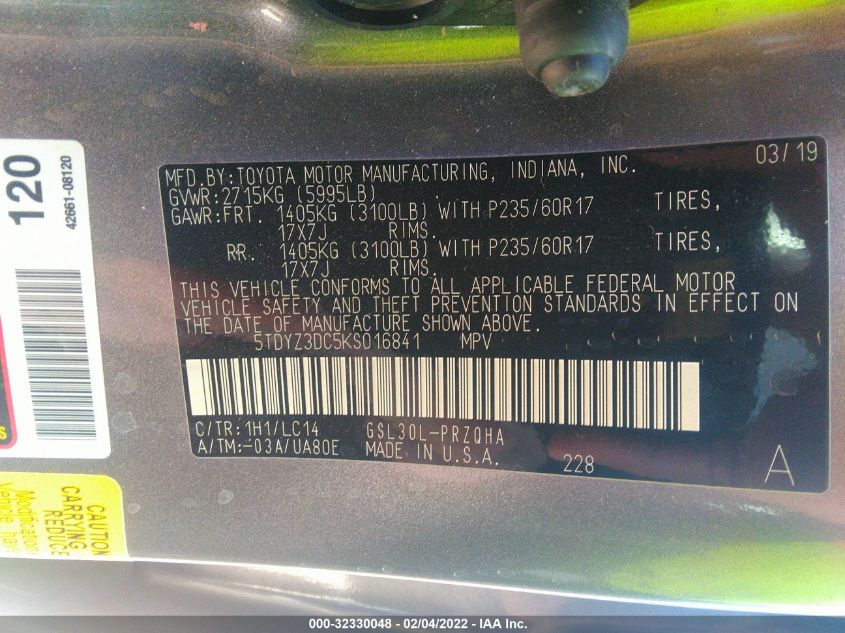 MFD.BY:TOYOTA MOTOR MANUFACTURING, INDIANA, INC. 03/19
GVWR:2715KG (5995LB)
GAWR:FRT. 1405KG (3100LB) WITH P235/60R17 TIRES,
17X7J RIMS.
RR. 1405KG (3100LB) WITH P235/60R17 TIRES,
17X7J RIMS.
THIS VEHICLE CONFORMS TO ALL APPLICABLE FEDERAL MOTOR
VEHICLE SAFETY AND THEFT PREVENTION STANDARDS IN EFFECT ON
THE DATE OF MANUFACTURE SHOWN ABOVE.
5TDYZ3DC5KS016841 MPV
C/TR:1H1/LC14 GSL30L-PRZQHA
A/TM:-03A/UA80E MADE IN U.S.A. 228 A
120
42661-08120
CAUTION
CARRYING
REDUCE
Modification
vehicle
000-32330048 - 02/04/2022 - IAA Inc.